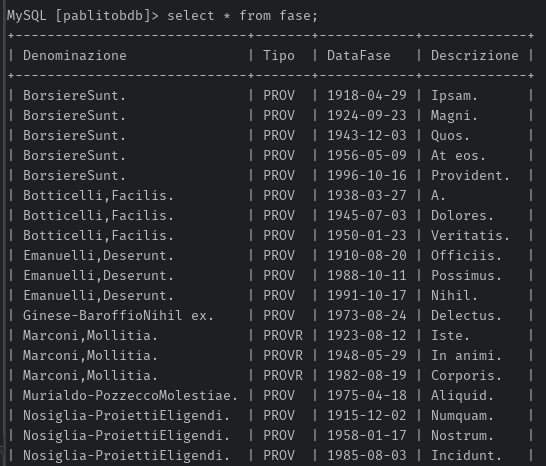 MySQL [pablitobdb]> select * from fase;
+-----------------------------+-------+------------+-------------+
| Denominazione               | Tipo  | DataFase   | Descrizione |
+-----------------------------+-------+------------+-------------+
| BorsiereSunt.               | PROV  | 1918-04-29 | Ipsam.      |
| BorsiereSunt.               | PROV  | 1924-09-23 | Magni.      |
| BorsiereSunt.               | PROV  | 1943-12-03 | Quos.       |
| BorsiereSunt.               | PROV  | 1956-05-09 | At eos.     |
| BorsiereSunt.               | PROV  | 1996-10-16 | Provident.  |
| Botticelli,Facilis.         | PROV  | 1938-03-27 | A.          |
| Botticelli,Facilis.         | PROV  | 1945-07-03 | Dolores.    |
| Botticelli,Facilis.         | PROV  | 1950-01-23 | Veritatis.  |
| Emanuelli,Deserunt.         | PROV  | 1910-08-20 | Officiis.   |
| Emanuelli,Deserunt.         | PROV  | 1988-10-11 | Possimus.   |
| Emanuelli,Deserunt.         | PROV  | 1991-10-17 | Nihil.      |
| Ginese-BaroffioNihil ex.    | PROV  | 1973-08-24 | Delectus.   |
| Marconi,Mollitia.           | PROVR | 1923-08-12 | Iste.       |
| Marconi,Mollitia.           | PROVR | 1948-05-29 | In animi.   |
| Marconi,Mollitia.           | PROVR | 1982-08-19 | Corporis.   |
| Murialdo-PozzeccoMolestiae. | PROV  | 1975-04-18 | Aliquid.    |
| Nosiglia-ProiettiEligendi.  | PROV  | 1915-12-02 | Numquam.    |
| Nosiglia-ProiettiEligendi.  | PROV  | 1958-01-17 | Nostrum.    |
| Nosiglia-ProiettiEligendi.  | PROV  | 1985-08-03 | Incidunt.   |